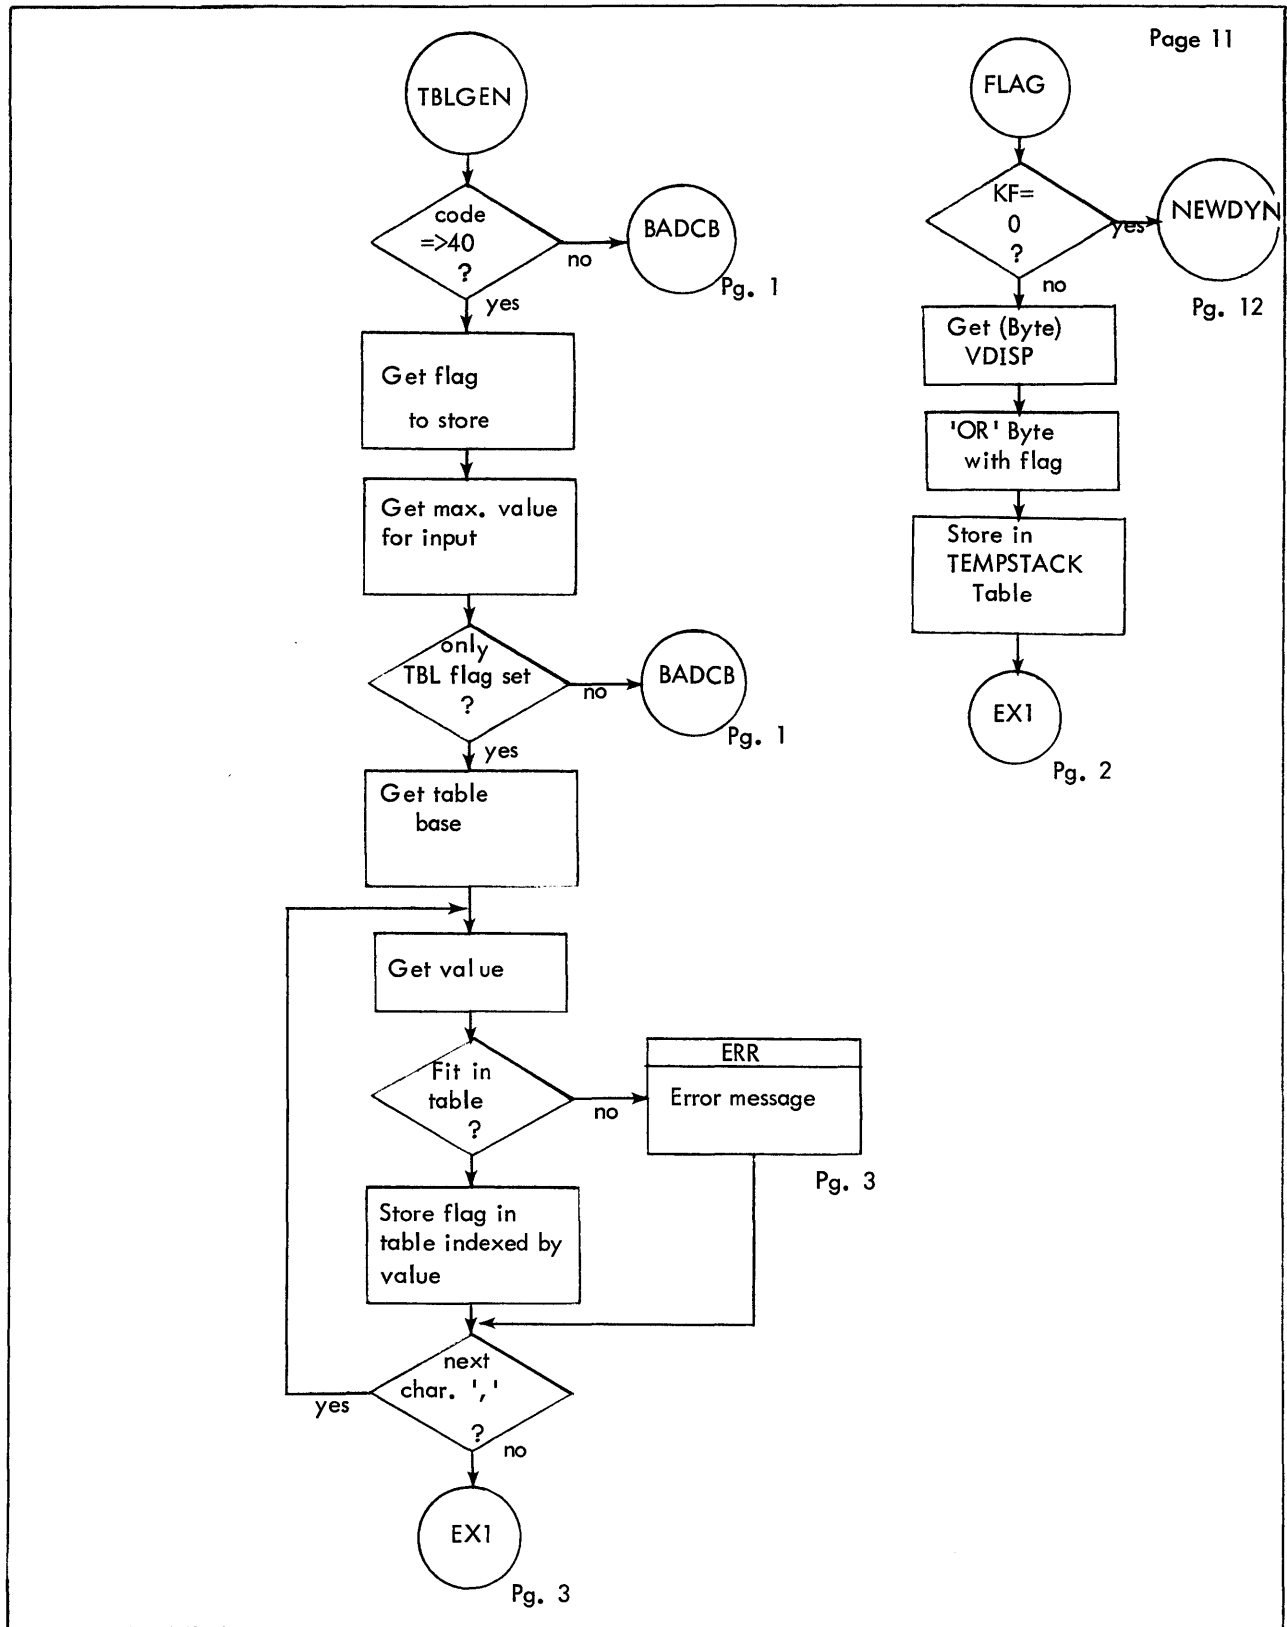 Page 11
TBLGEN
code
=>40
?
no
BADCB
Pg. 1
yes
Get flag
to store
Get max. value
for input
only
TBL flag set
?
no
BADCB
Pg. 1
yes
Get table
base
Get value
Fit in
table
?
no
ERR
Error message
Pg. 3
Store flag in
table indexed by
value
next
char. ','
?
yes
no
EX1
Pg. 3
FLAG
KF=
0
?
yes
NEWDYN
Pg. 12
no
Get (Byte)
VDISP
'OR' Byte
with flag
Store in
TEMPSTACK
Table
EX1
Pg. 2